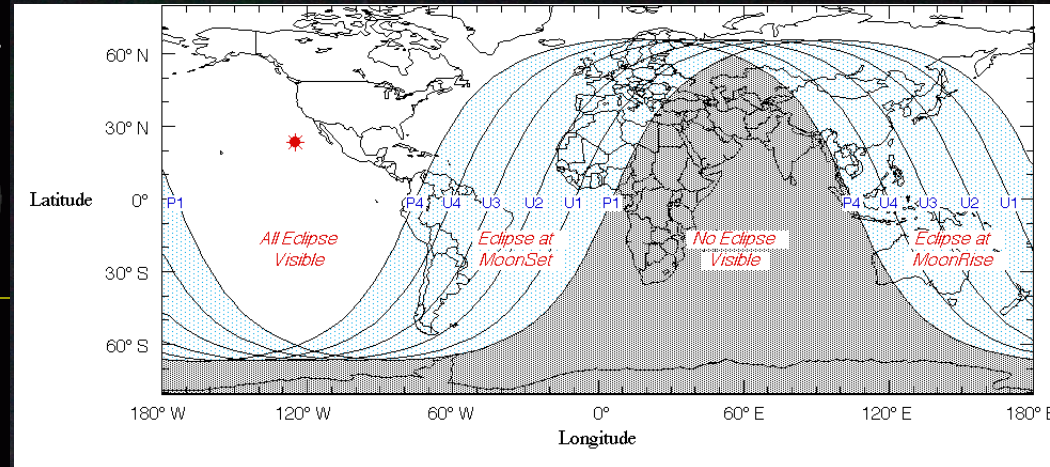 60° N
30° N
Latitude
0°
30° S
60° S
P1
P4
U4
U3
U2
U1
P1
P4
U4
U3
U2
U1
All Eclipse
Visible
Eclipse at
MoonSet
No Eclipse
Visible
Eclipse at
MoonRise
180° W
120° W
60° W
0°
60° E
120° E
180° E
Longitude